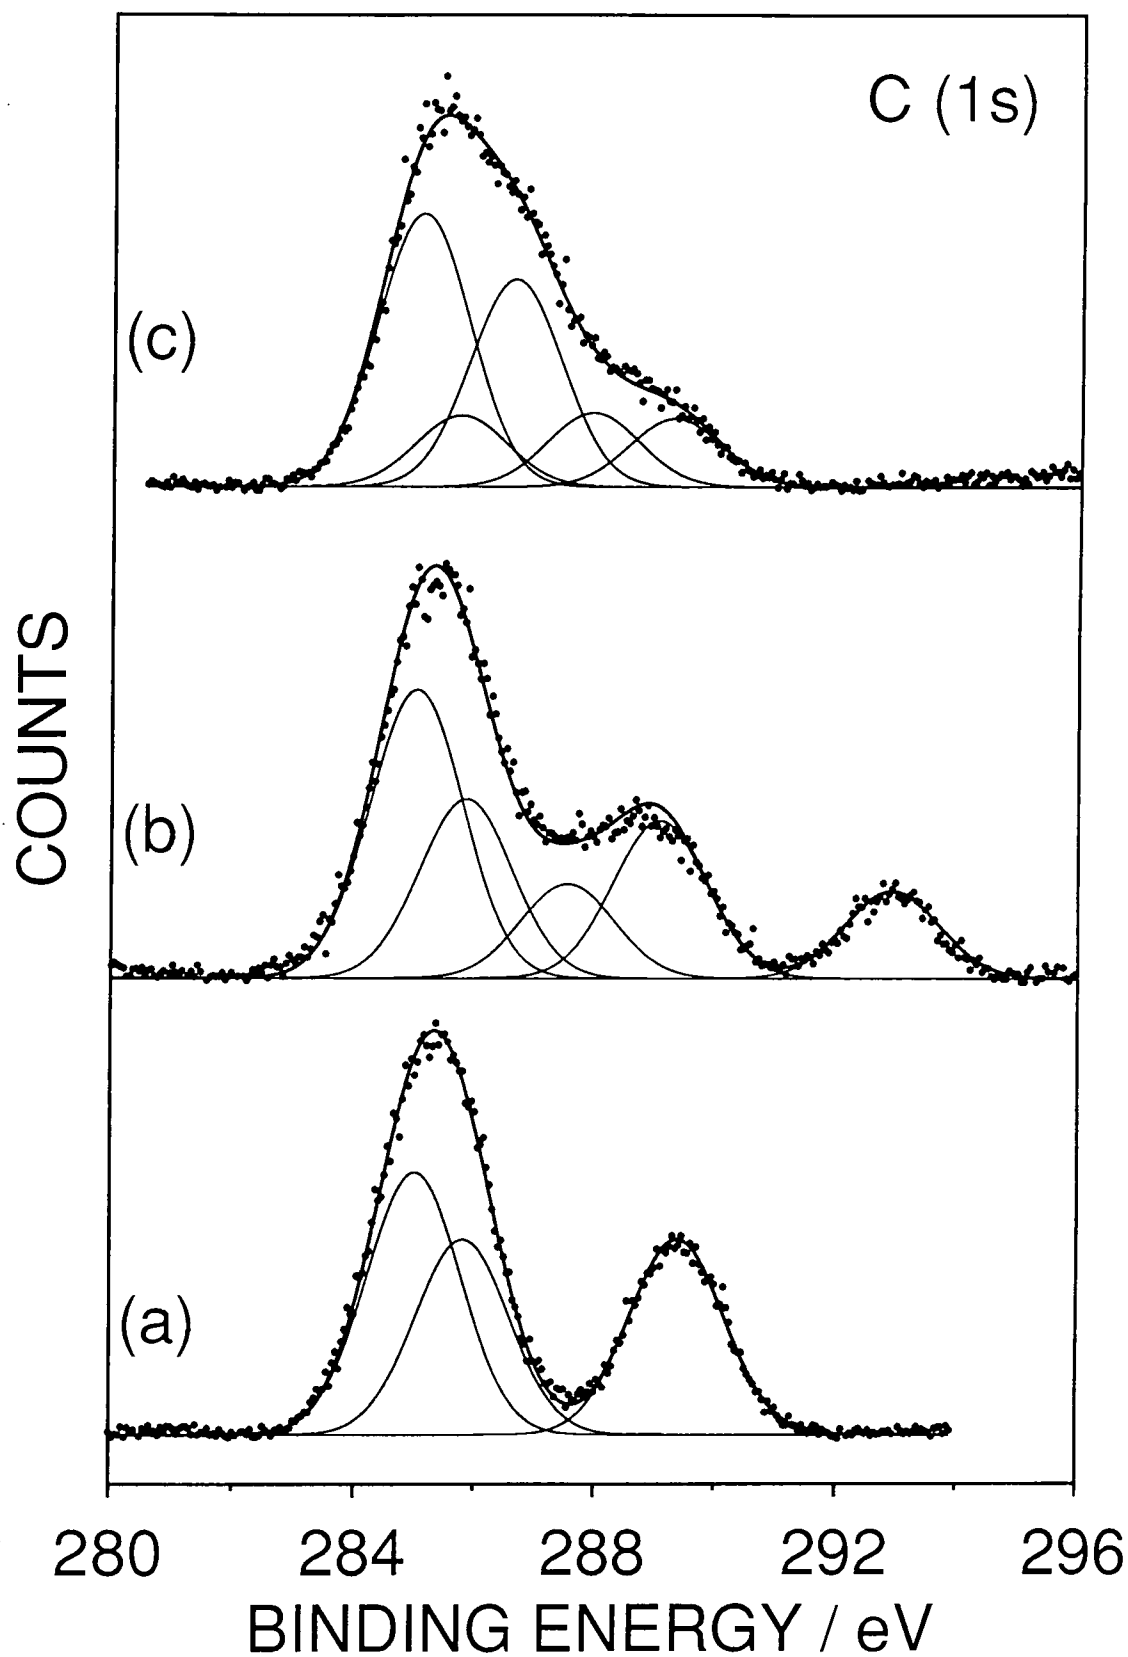 C (1s)
(c)
COUNTS
(b)
(a)
280 284 288 292 296
BINDING ENERGY / eV